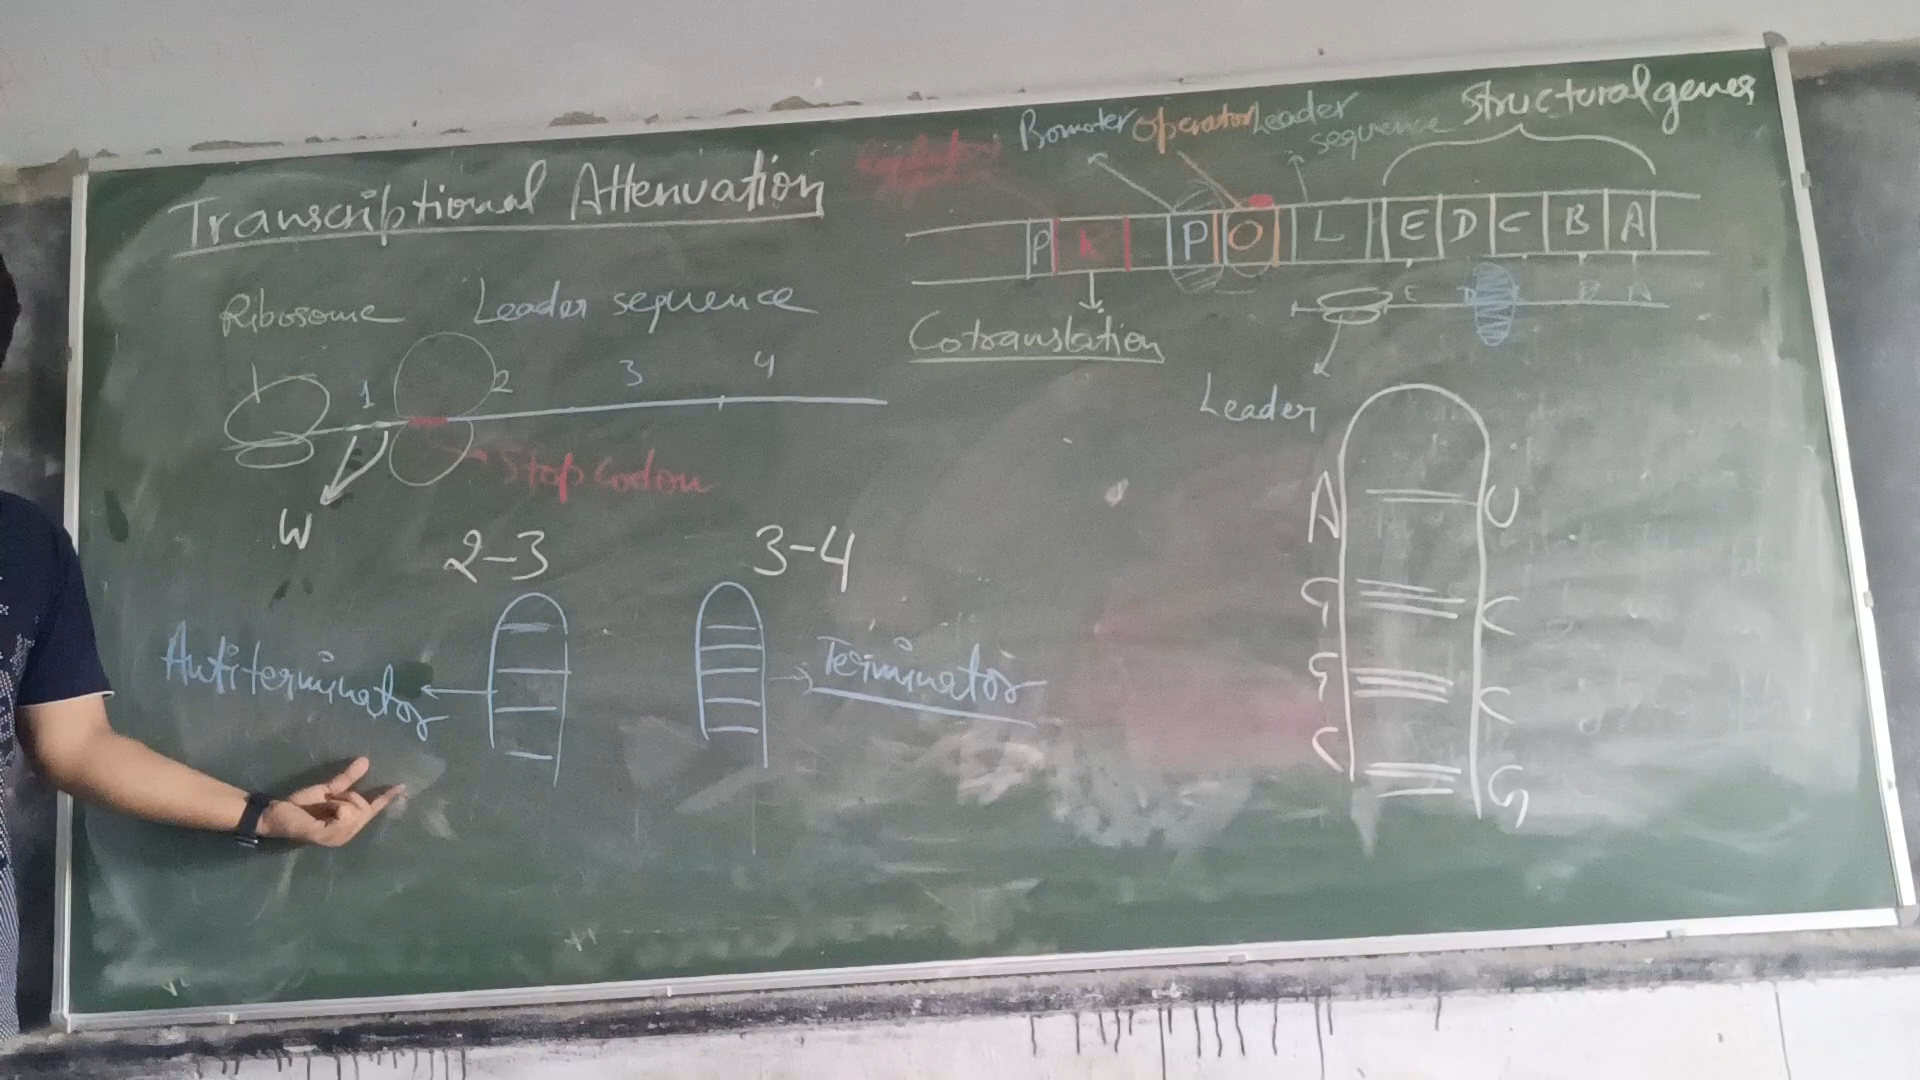 Transcriptional Attenuation
Promoter Operator Leader sequence Structural genes
P R P O L E D C B A
E D B A
Ribosome Leader sequence
Cotranslation
1 2 3 4
Leader
Stop Codon
W
2-3 3-4
A U
G C
G C
C G
Antiterminator Terminator